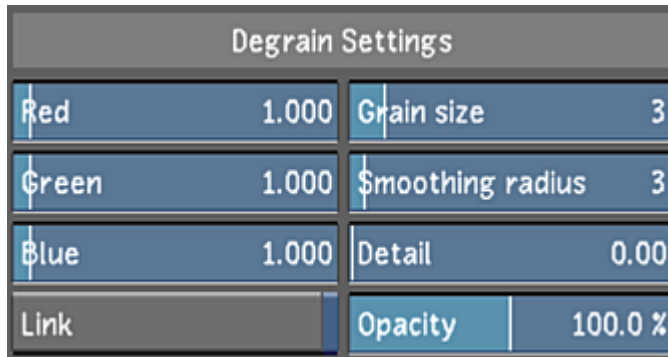 Degrain Settings
Red 1.000 Grain size 3
Green 1.000 Smoothing radius 3
Blue 1.000 Detail 0.00
Link Opacity 100.0 %